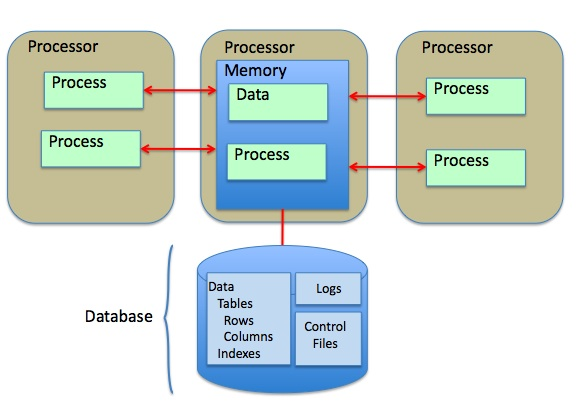 Processor
Process
Process
Processor
Memory
Data
Process
Processor
Process
Process
Database
Data
Tables
Rows
Columns
Indexes
Logs
Control
Files